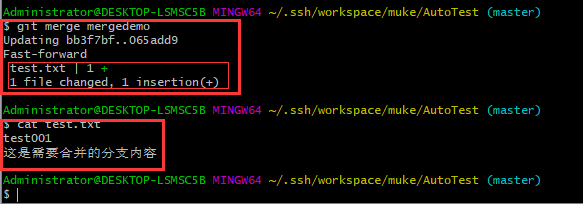 Administrator@DESKTOP-LSMSC5B MINGW64 ~/.ssh/workspace/muke/AutoTest (master)
$ git merge mergedemo
Updating bb3f7bf..065add9
Fast-forward
test.txt | 1 +
1 file changed, 1 insertion(+)
Administrator@DESKTOP-LSMSC5B MINGW64 ~/.ssh/workspace/muke/AutoTest (master)
$ cat test.txt
test001
这是需要合并的分支内容
Administrator@DESKTOP-LSMSC5B MINGW64 ~/.ssh/workspace/muke/AutoTest (master)
$